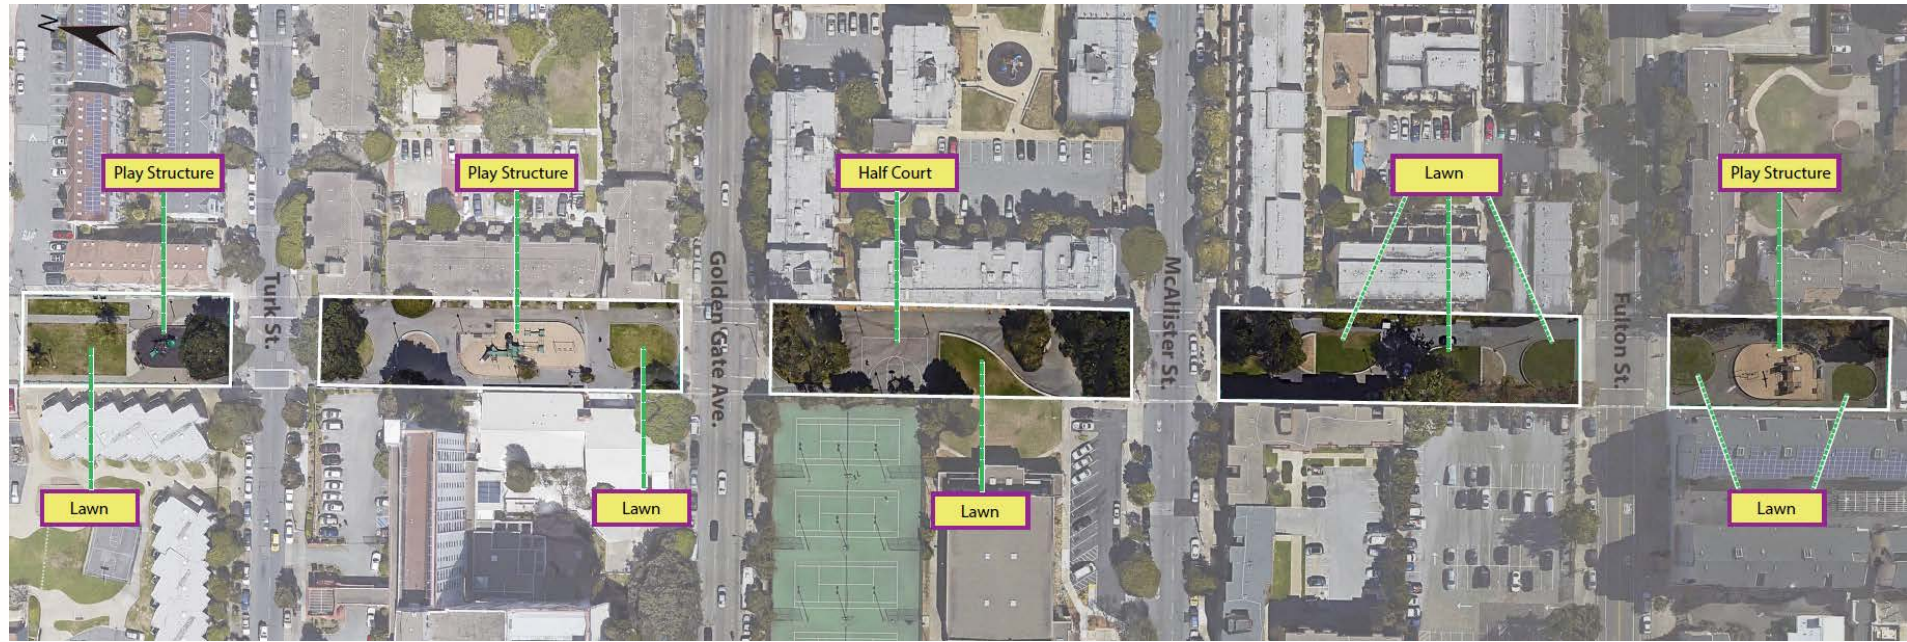 N
Play Structure
Play Structure
Half Court
Lawn
Play Structure
Turk St.
Golden Gate Ave.
McAllister St.
Fulton St.
Lawn
Lawn
Lawn
Lawn